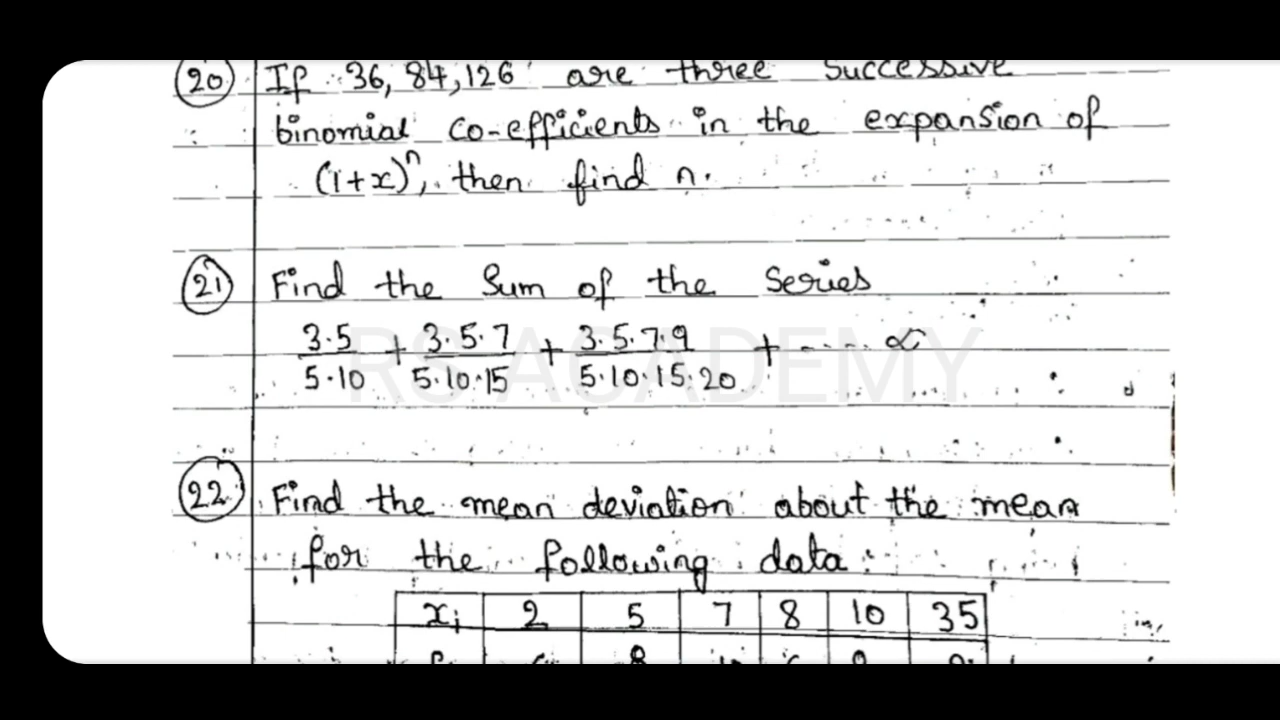 20 If 36, 84, 126 are three Successive
binomial co-efficients in the expansion of
(1+x)ⁿ, then find n.
21 Find the Sum of the Series
3.5/5.10 + 3.5.7/5.10.15 + 3.5.7.9/5.10.15.20 + ..... ∝
RS ACADEMY
22 Find the mean deviation about the mean
for the following data:
xᵢ 2 5 7 8 10 35
8